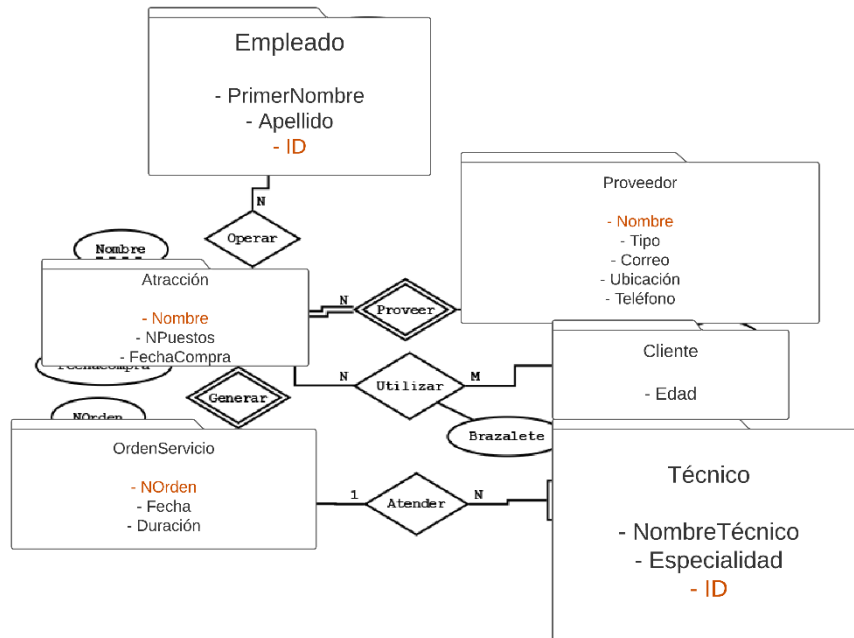 Empleado
- PrimerNombre
- Apellido
- ID
N
Operar
Proveedor
- Nombre
- Tipo
- Correo
- Ubicación
- Teléfono
Nombre
Atracción
- Nombre
- NPuestos
- FechaCompra
N
Proveer
FechaCompra
Cliente
- Edad
N
Utilizar
M
Generar
Brazalete
NOrden
OrdenServicio
- NOrden
- Fecha
- Duración
1
Atender
N
Técnico
- NombreTécnico
- Especialidad
- ID